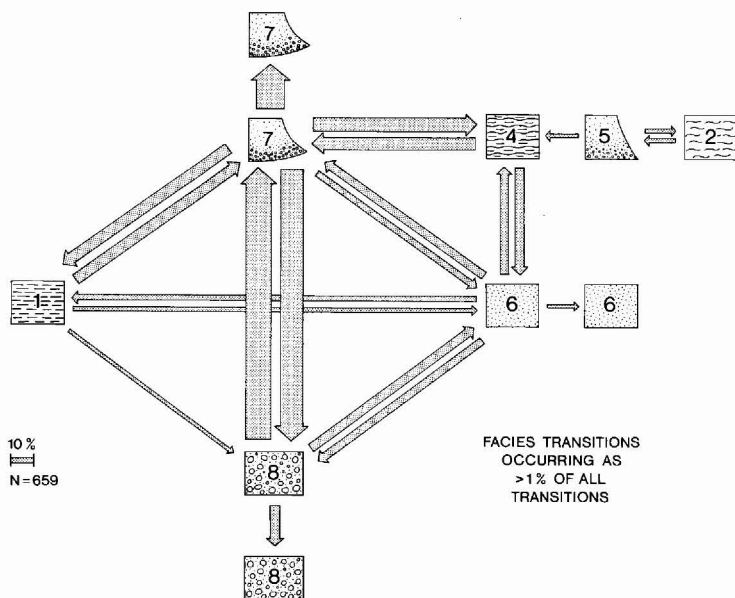 7
7
4 5 2
1
6 6
10 %
N = 659
8
FACIES TRANSITIONS
OCCURRING AS
>1% OF ALL
TRANSITIONS
8